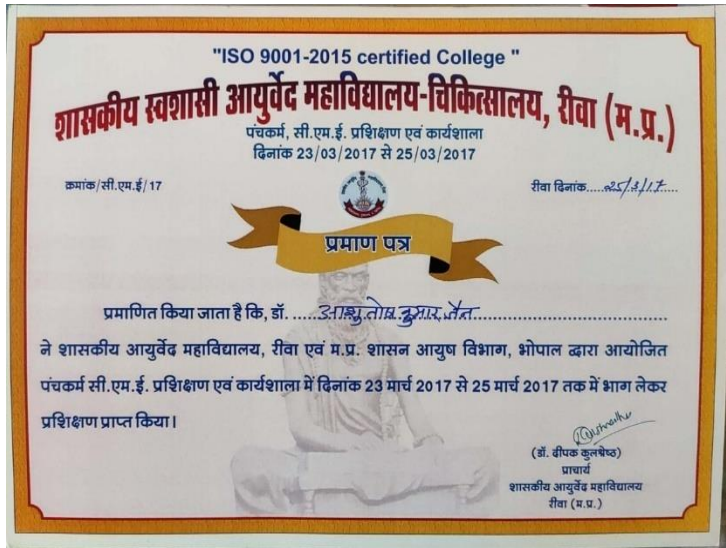 "ISO 9001-2015 certified College "
शासकीय स्वशासी आयुर्वेद महाविधालय-चिकित्सालय, रीवा (म.प्र.)
पंचकर्म, सी.एम.ई. प्रशिक्षण एवं कार्यशाला
दिनांक 23/03/2017 से 25/03/2017
क्रमांक/सी.एम.ई/17
रीवा दिनांक.....25/3/17....
प्रमाण पत्र
प्रमाणित किया जाता है कि, डॉ. .....आशुतोष कुमार जैन..............................
ने शासकीय आयुर्वेद महाविद्यालय, रीवा एवं म.प्र. शासन आयुष विभाग, भोपाल द्वारा आयोजित
पंचकर्म सी.एम.ई. प्रशिक्षण एवं कार्यशाला में दिनांक 23 मार्च 2017 से 25 मार्च 2017 तक में भाग लेकर
प्रशिक्षण प्राप्त किया।
(डॉ. दीपक कुलश्रेष्ठ)
प्राचार्य
शासकीय आयुर्वेद महाविद्यालय
रीवा (म.प्र.)